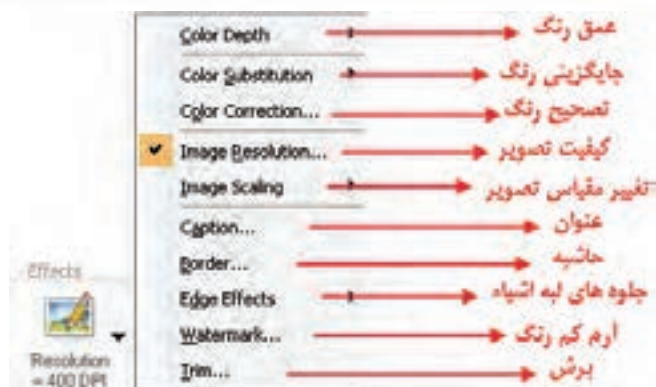 Color Depth عمق رنگ
Color Substitution جایگزینی رنگ
Color Correction... تصحیح رنگ
Image Resolution... کیفیت تصویر
Image Scaling تغییر مقیاس تصویر
Caption... عنوان
Border... حاشیه
Edge Effects جلوه های لبه اشیاء
Watermark... آرم کم رنگ
Trim... برش
Effects
Resolution
= 400 DPI